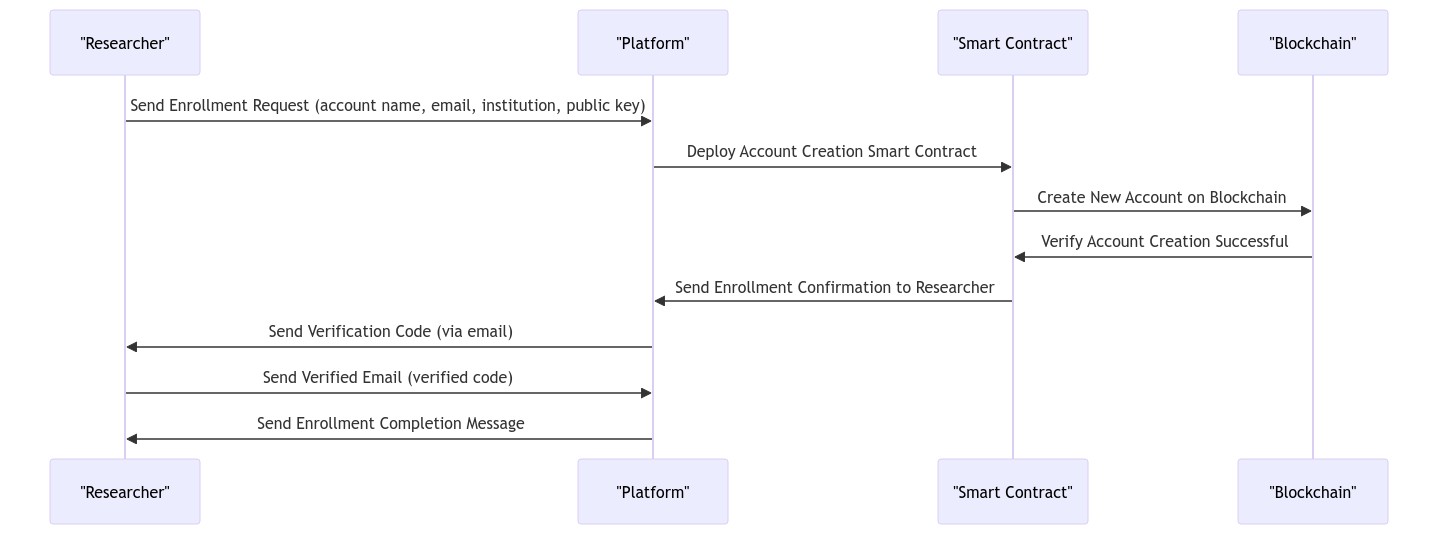 "Researcher"
"Platform"
"Smart Contract"
"Blockchain"
Send Enrollment Request (account name, email, institution, public key)
Deploy Account Creation Smart Contract
Create New Account on Blockchain
Verify Account Creation Successful
Send Enrollment Confirmation to Researcher
Send Verification Code (via email)
Send Verified Email (verified code)
Send Enrollment Completion Message
"Researcher"
"Platform"
"Smart Contract"
"Blockchain"